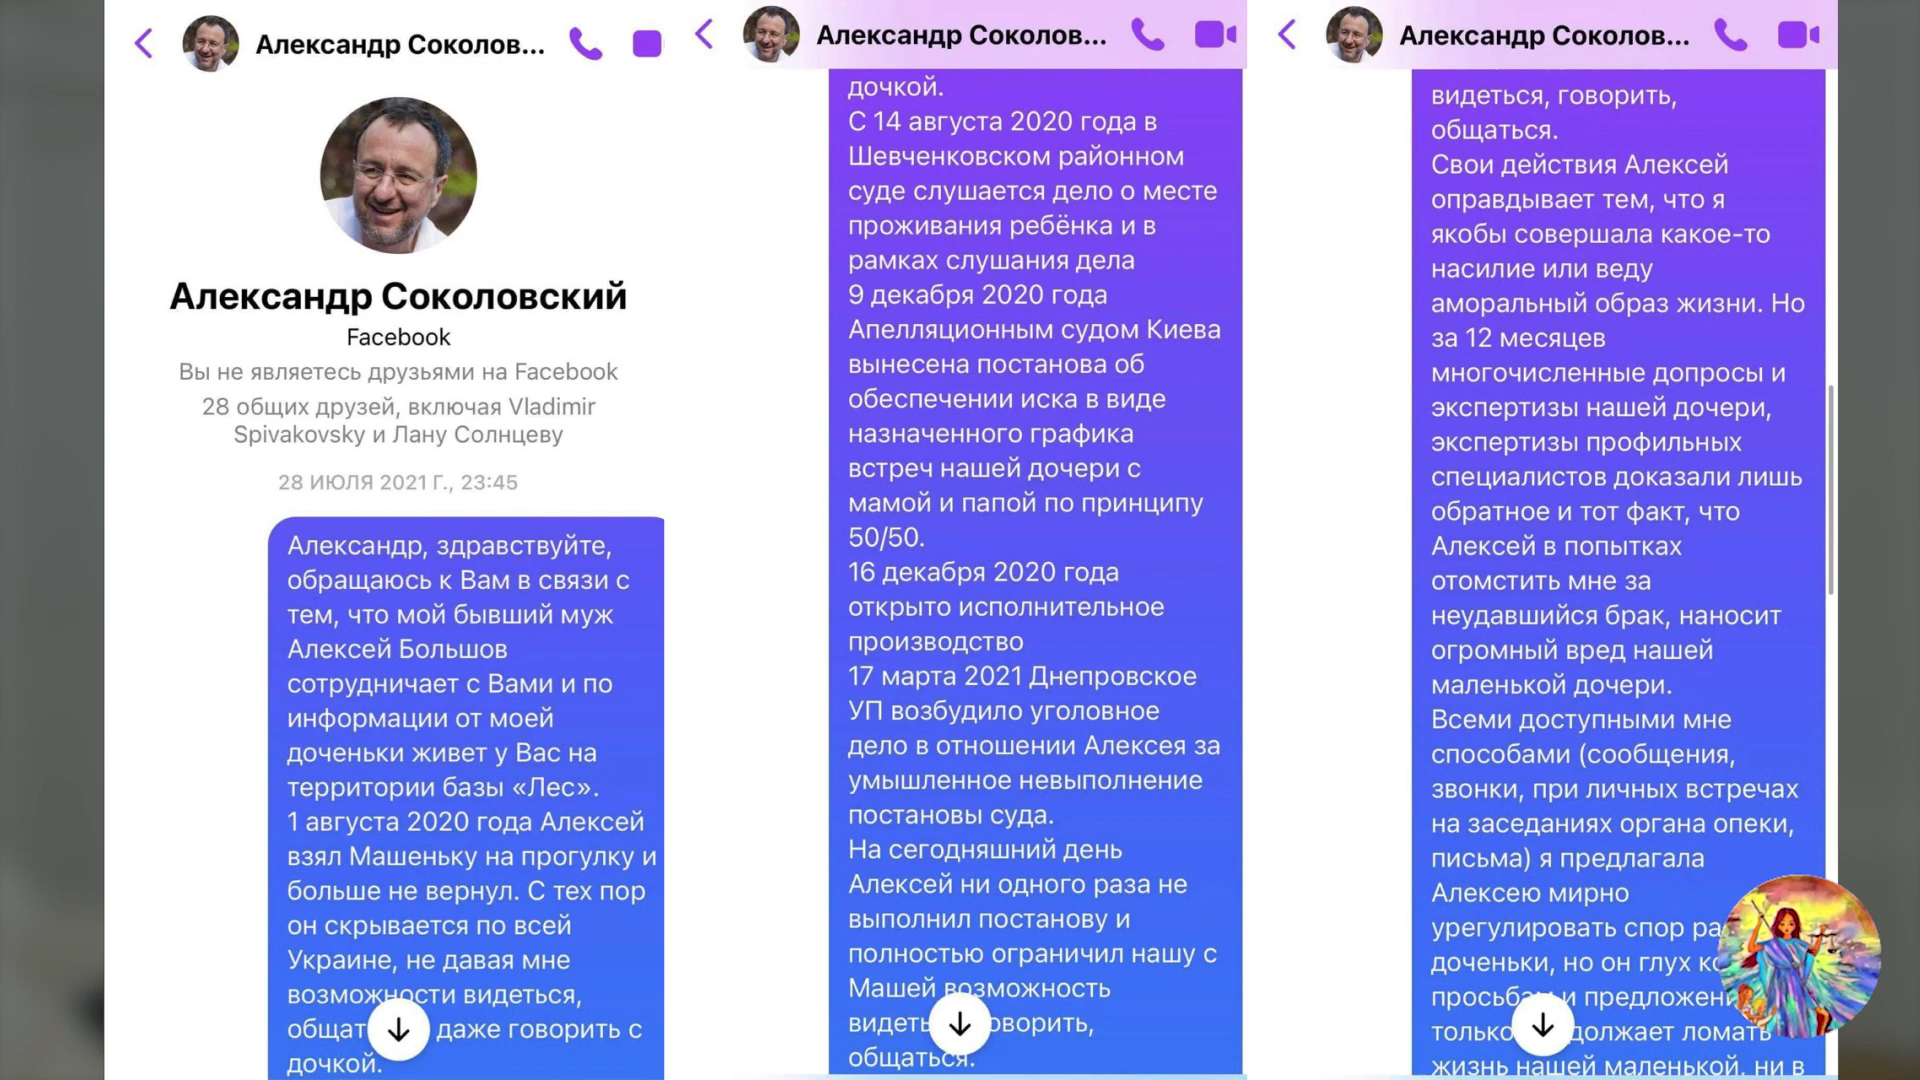 Александр Соколов...
Александр Соколовский
Facebook
Вы не являетесь друзьями на Facebook
28 общих друзей, включая Vladimir
Spivakovsky и Лану Солнцеву
28 ИЮЛЯ 2021 Г., 23:45
Александр, здравствуйте,
обращаюсь к Вам в связи с
тем, что мой бывший муж
Алексей Большов
сотрудничает с Вами и по
информации от моей
доченьки живет у Вас на
территории базы «Лес».
1 августа 2020 года Алексей
взял Машеньку на прогулку и
больше не вернул. С тех пор
он скрывается по всей
Украине, не давая мне
возможности видеться,
общат даже говорить с
дочкой.
Александр Соколов...
дочкой.
С 14 августа 2020 года в
Шевченковском районном
суде слушается дело о месте
проживания ребёнка и в
рамках слушания дела
9 декабря 2020 года
Апелляционным судом Киева
вынесена постанова об
обеспечении иска в виде
назначенного графика
встреч нашей дочери с
мамой и папой по принципу
50/50.
16 декабря 2020 года
открыто исполнительное
производство
17 марта 2021 Днепровское
УП возбудило уголовное
дело в отношении Алексея за
умышленное невыполнение
постановы суда.
На сегодняшний день
Алексей ни одного раза не
выполнил постанову и
полностью ограничил нашу с
Машей возможность
видеть оворить,
общаться.
Александр Соколов...
видеться, говорить,
общаться.
Свои действия Алексей
оправдывает тем, что я
якобы совершала какое-то
насилие или веду
аморальный образ жизни. Но
за 12 месяцев
многочисленные допросы и
экспертизы нашей дочери,
экспертизы профильных
специалистов доказали лишь
обратное и тот факт, что
Алексей в попытках
отомстить мне за
неудавшийся брак, наносит
огромный вред нашей
маленькой дочери.
Всеми доступными мне
способами (сообщения,
звонки, при личных встречах
на заседаниях органа опеки,
письма) я предлагала
Алексею мирно
урегулировать спор ра
доченьки, но он глух к
просьбам и предложен
только должает ломать
жизнь нашей маленькой, ни в